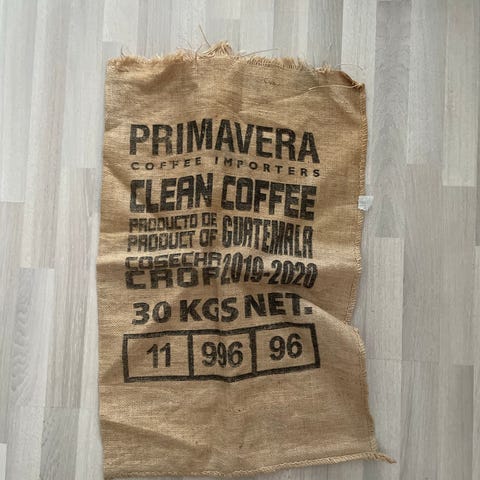 PRIMAVERA
COFFEE IMPORTERS
CLEAN COFFEE
PRODUCTO DE
PRODUCT OF GUATEMALA
COSECHA
CROP 2019-2020
30 KGS NET.
11 996 96